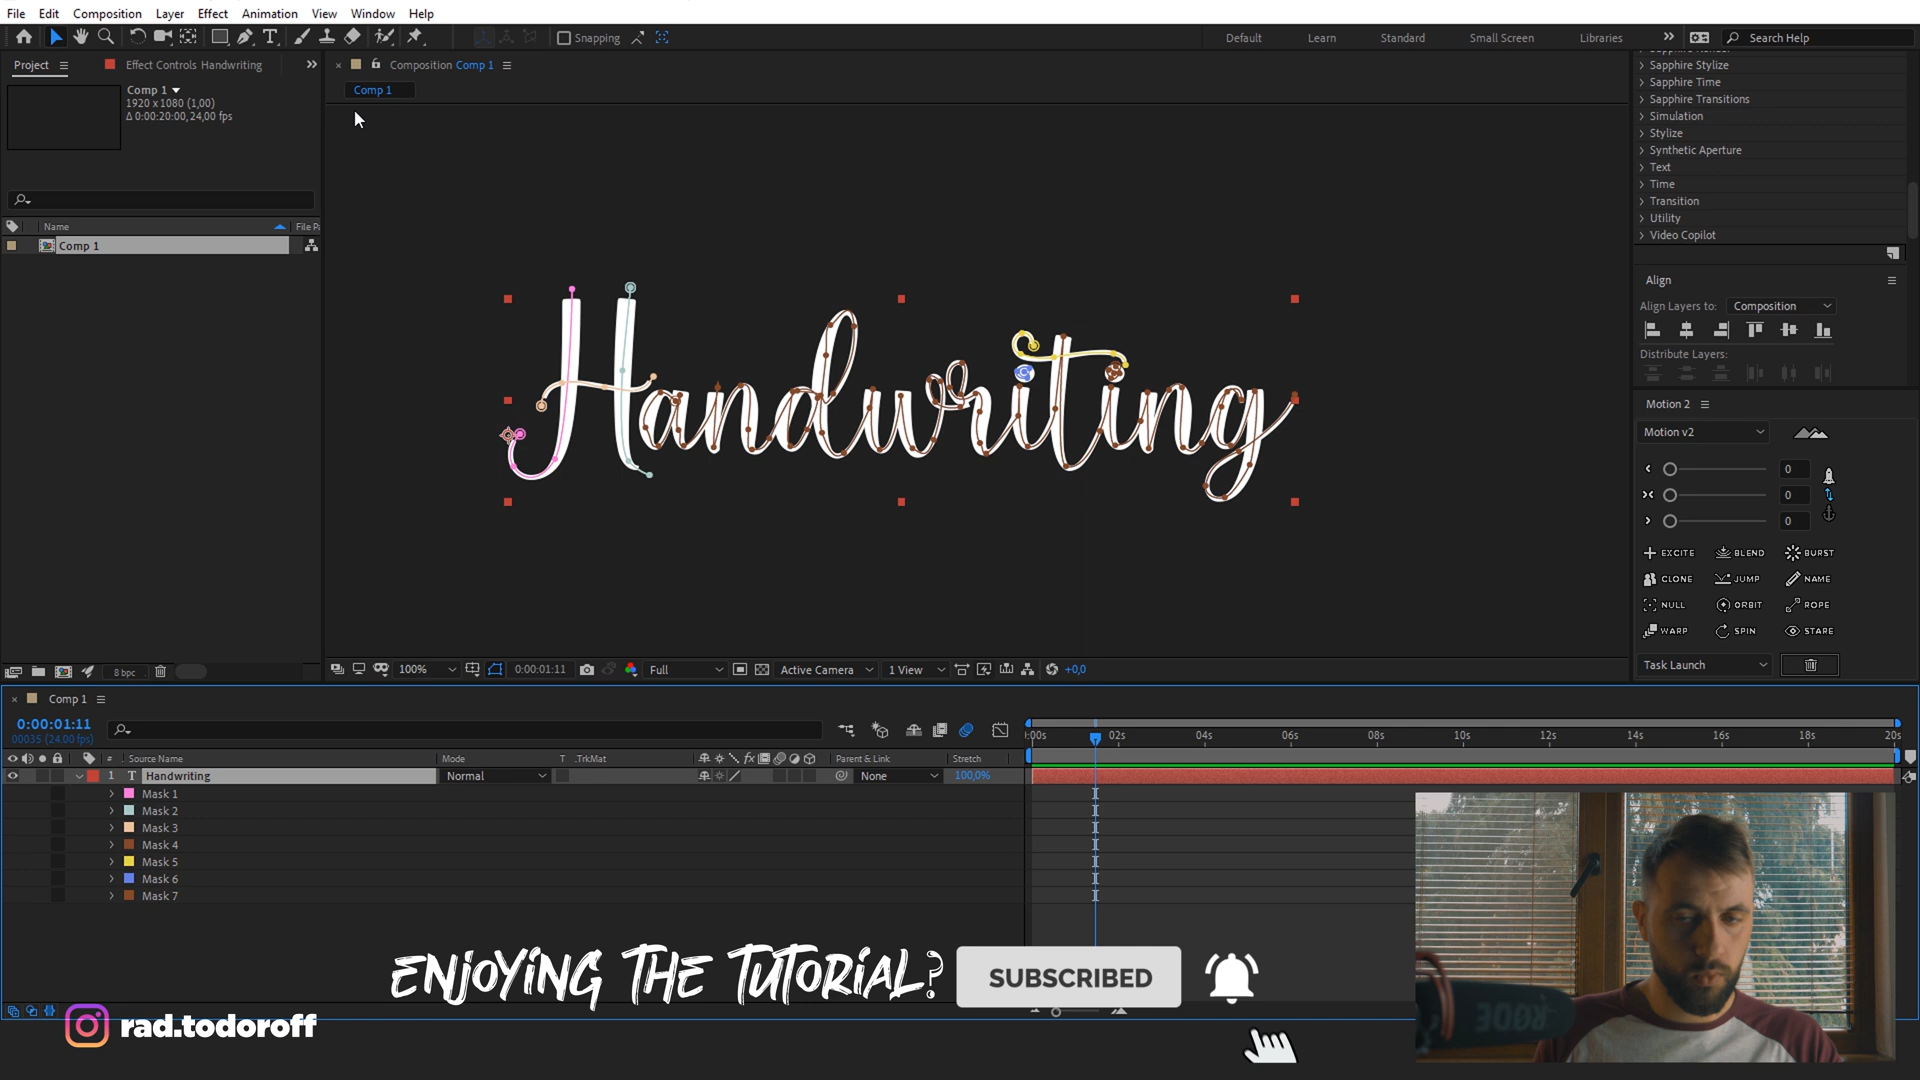 File Edit Composition Layer Effect Animation View Window Help
Snapping Default Learn Standard Small Screen Libraries Search Help
Project Effect Controls Handwriting
Composition Comp 1
Comp 1
Comp 1
1920 x 1080 (1,00)
Δ 0:00:20:00, 24,00 fps
Name File P
Comp 1
Handwriting
8 bpc
100% 0:00:01:11 Full Active Camera 1 View +0,0
Sapphire Stylize
Sapphire Time
Sapphire Transitions
Simulation
Stylize
Synthetic Aperture
Text
Time
Transition
Utility
Video Copilot
Align
Align Layers to: Composition
Distribute Layers:
Motion 2
Motion v2
0
0
0
EXCITE BLEND BURST
CLONE JUMP NAME
NULL ORBIT ROPE
WARP SPIN STARE
Task Launch
Comp 1
0:00:01:11
00035 (24.00 fps)
:00s 02s 04s 06s 08s 10s 12s 14s 16s 18s 20s
# Source Name Mode T .TrkMat fx Parent & Link Stretch
1 T Handwriting Normal None 100,0%
Mask 1
Mask 2
Mask 3
Mask 4
Mask 5
Mask 6
Mask 7
ENJOYING THE TUTORIAL? SUBSCRIBED
rad.todoroff
RODE